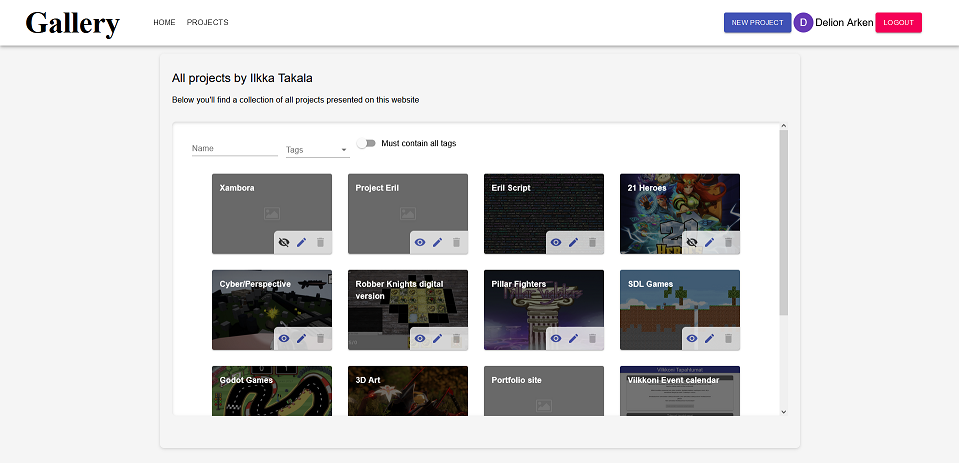 Gallery
HOME
PROJECTS
NEW PROJECT
D
Delion Arken
LOGOUT
All projects by Ilkka Takala
Below you'll find a collection of all projects presented on this website
Name
Tags
Must contain all tags
Xambora
Project Eril
Eril Script
21 Heroes
Cyber/Perspective
Robber Knights digital
version
Pillar Fighters
SDL Games
Godot Games
3D Art
Portfolio site
Viikkoni Event calendar